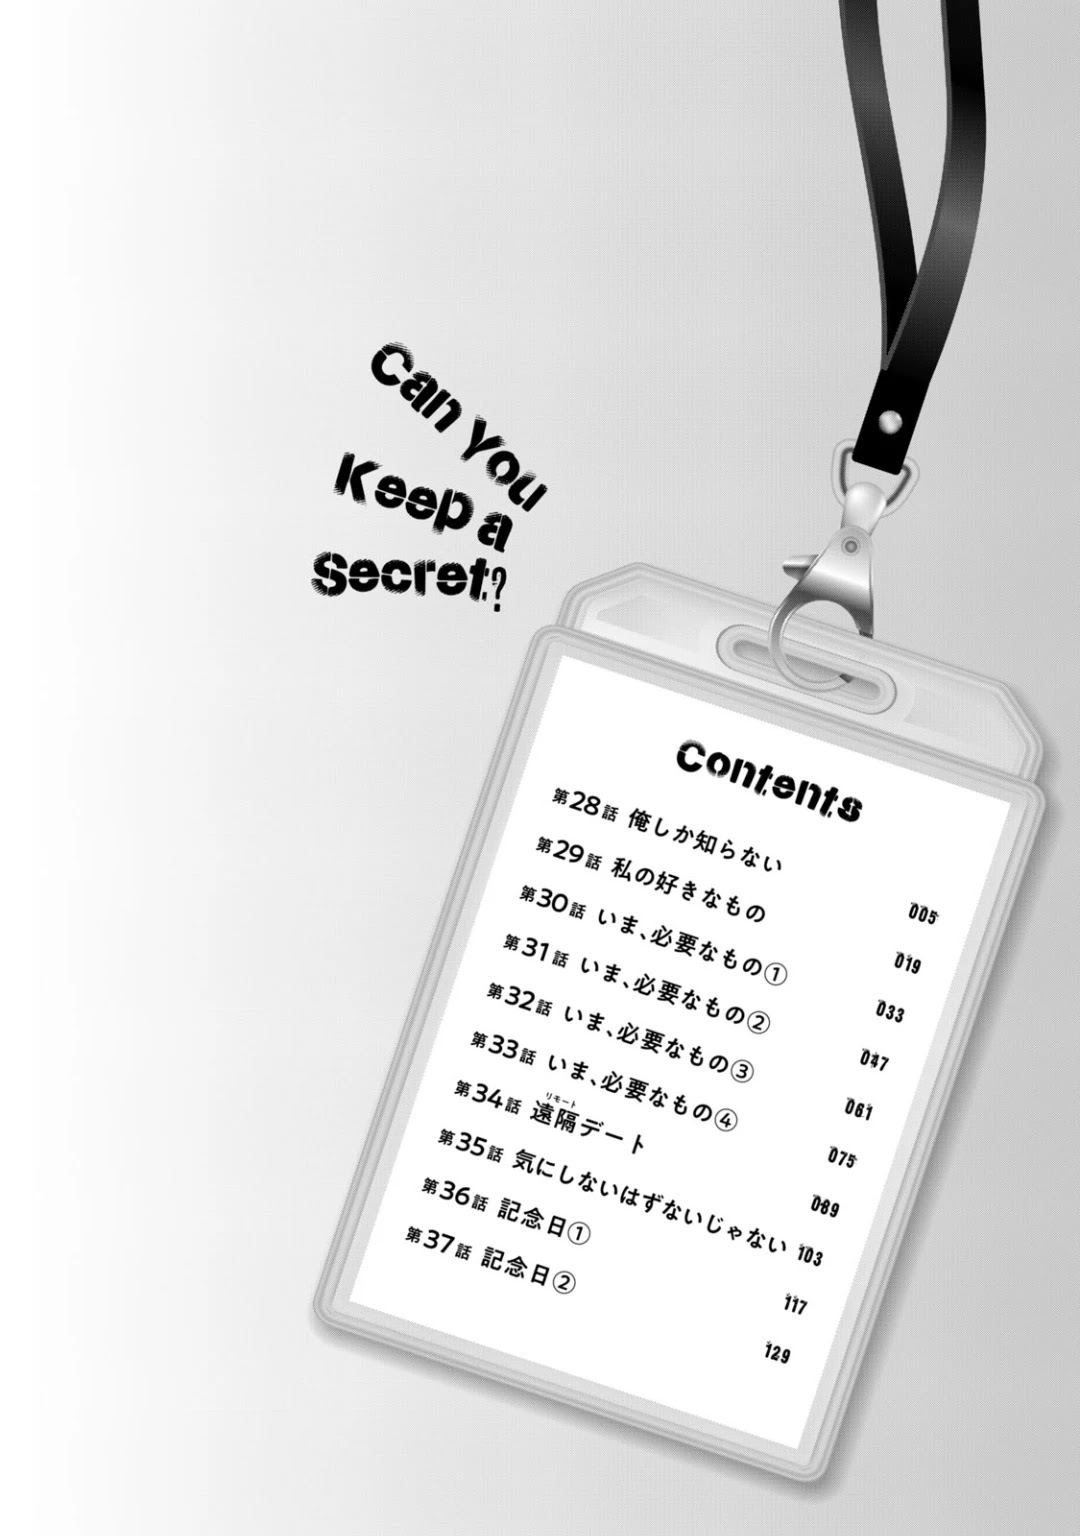 Can You
Keep a
Secret?
Contents
第28話 俺しか知らない 005
第29話 私の好きなもの 019
第30話 いま、必要なもの① 033
第31話 いま、必要なもの② 047
第32話 いま、必要なもの③ 061
第33話 いま、必要なもの④ 075
リモート
第34話 遠隔デート 089
第35話 気にしないはずないじゃない 103
第36話 記念日① 117
第37話 記念日② 129